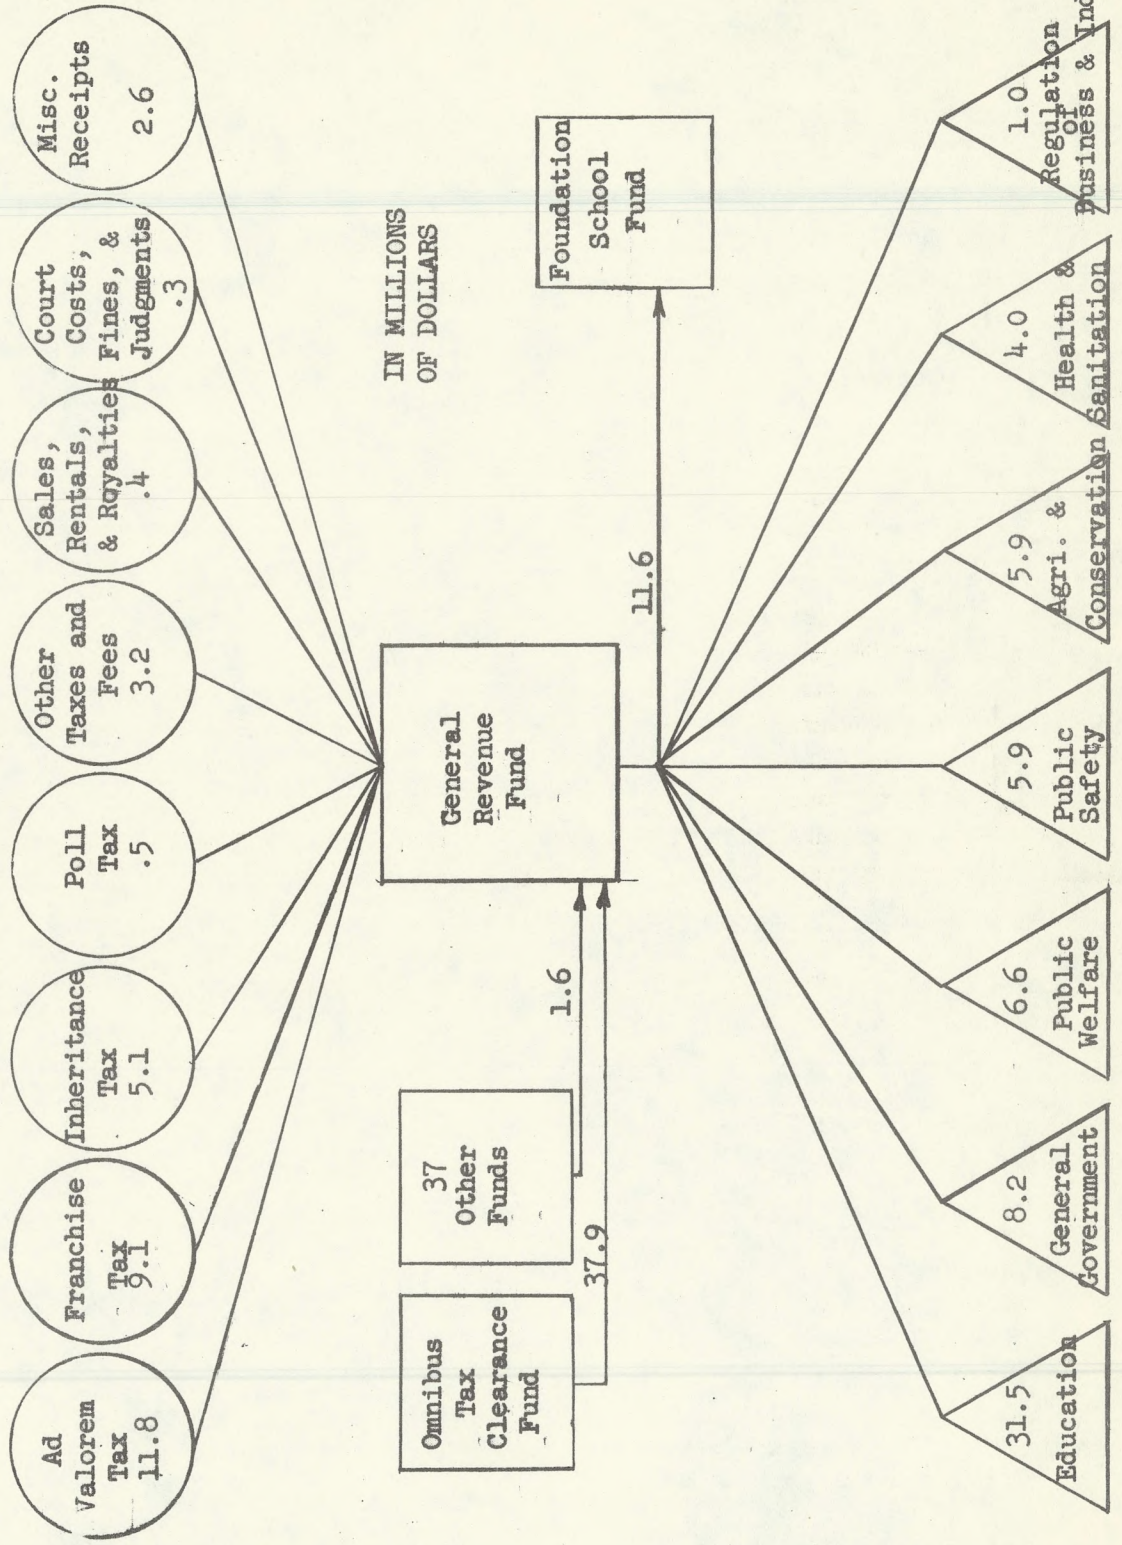 Ad
Valorem
Tax
11.8
Franchise
Tax
9.1
Inheritance
Tax
5.1
Poll
Tax
.5
Other
Taxes and
Fees
3.2
Sales,
Rentals,
& Royalties
.4
Court
Costs,
Fines, &
Judgments
.3
Misc.
Receipts
2.6
IN MILLIONS
OF DOLLARS
Omnibus
Tax
Clearance
Fund
37.9
37
Other
Funds
1.6
General
Revenue
Fund
11.6
Foundation
School
Fund
31.5
Education
8.2
General
Government
6.6
Public
Welfare
5.9
Public
Safety
5.9
Agri. &
Conservation
4.0
Health &
Sanitation
1.0
Regulation
of
Business & Ind